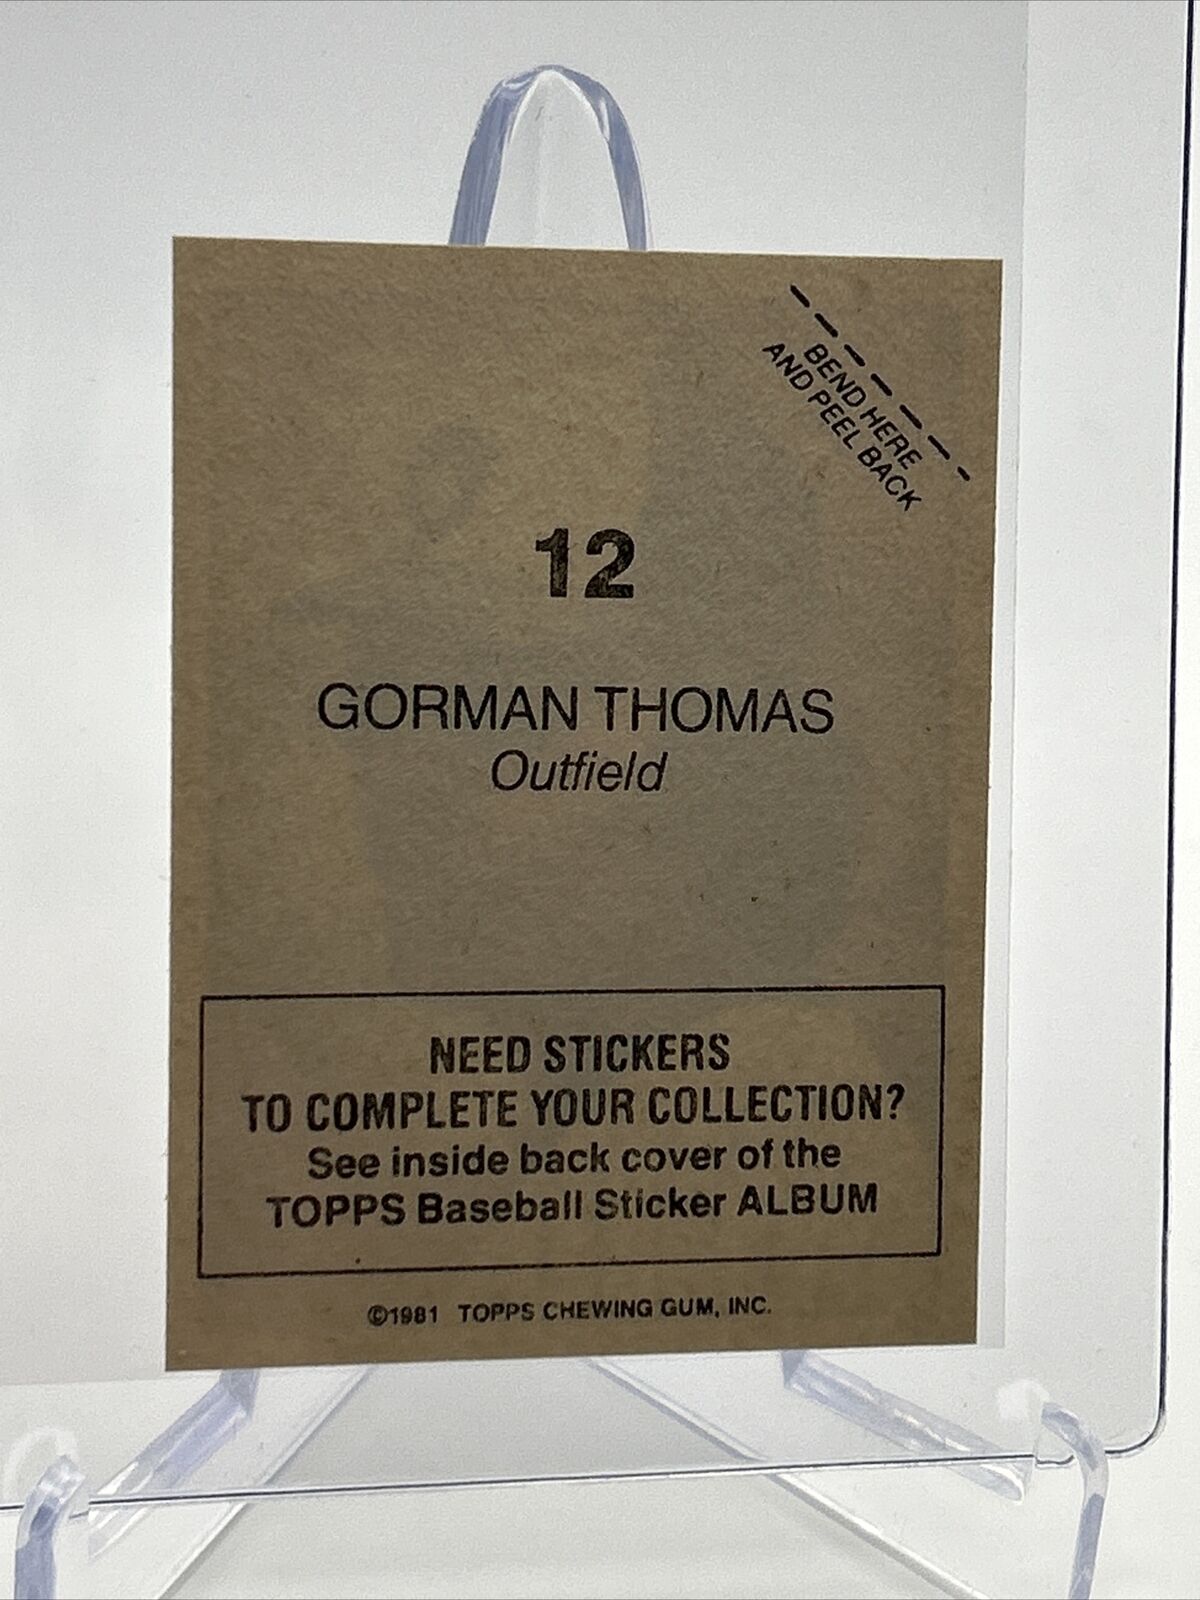 BEND HERE
AND PEEL BACK
12
GORMAN THOMAS
Outfield
NEED STICKERS
TO COMPLETE YOUR COLLECTION?
See inside back cover of the
TOPPS Baseball Sticker ALBUM
©1981 TOPPS CHEWING GUM, INC.